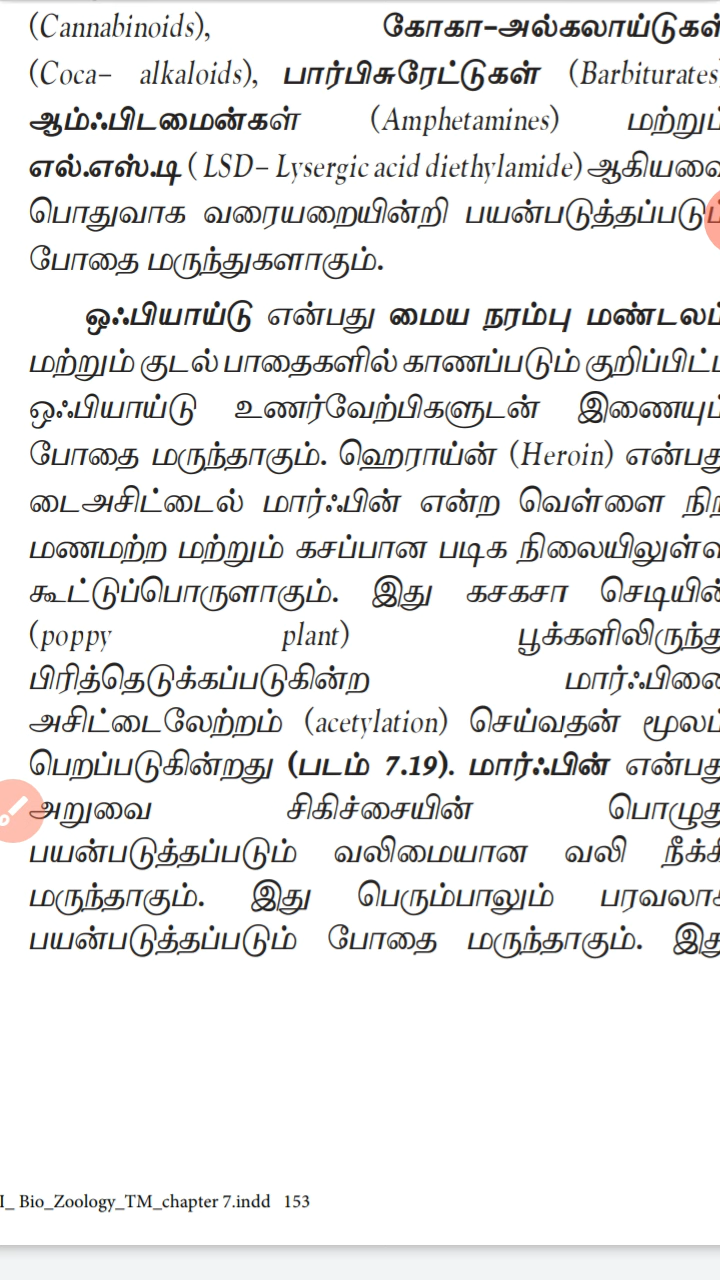 (Cannabinoids), கோகா-அல்கலாய்டுகள்
(Coca- alkaloids), பார்பிசுரேட்டுகள் (Barbiturates),
ஆம்ஃபிடமைன்கள் (Amphetamines) மற்றும்
எல்.எஸ்.டி ( LSD- Lysergic acid diethylamide) ஆகியவை
பொதுவாக வரையறையின்றி பயன்படுத்தப்படும்
போதை மருந்துகளாகும்.
ஒஃபியாய்டு என்பது மைய நரம்பு மண்டலம்
மற்றும் குடல் பாதைகளில் காணப்படும்
ஒஃபியாய்டு உணர்வேற்பிகளுடன் இணையும்
போதை மருந்தாகும். ஹெராய்ன் (Heroin) என்பது
டைஅசிட்டைல் மார்ஃபின் என்ற வெள்ளை
மணமற்ற மற்றும் கசப்பான படிக நிலையிலுள்ள
கூட்டுப்பொருளாகும். இது கசகசா செடியின்
(poppy plant) பூக்களிலிருந்து
பிரித்தெடுக்கப்படுகின்ற மார்ஃபினை
அசிட்டைலேற்றம் (acetylation) செய்வதன் மூலம்
பெறப்படுகின்றது (படம் 7.19). மார்ஃபின் என்பது
அறுவை சிகிச்சையின் பொழுது
பயன்படுத்தப்படும் வலிமையான வலி நீக்கி
மருந்தாகும். இது பெரும்பாலும் பரவலாக
பயன்படுத்தப்படும் போதை மருந்தாகும். இது
I_ Bio_Zoology_TM_chapter 7.indd 153